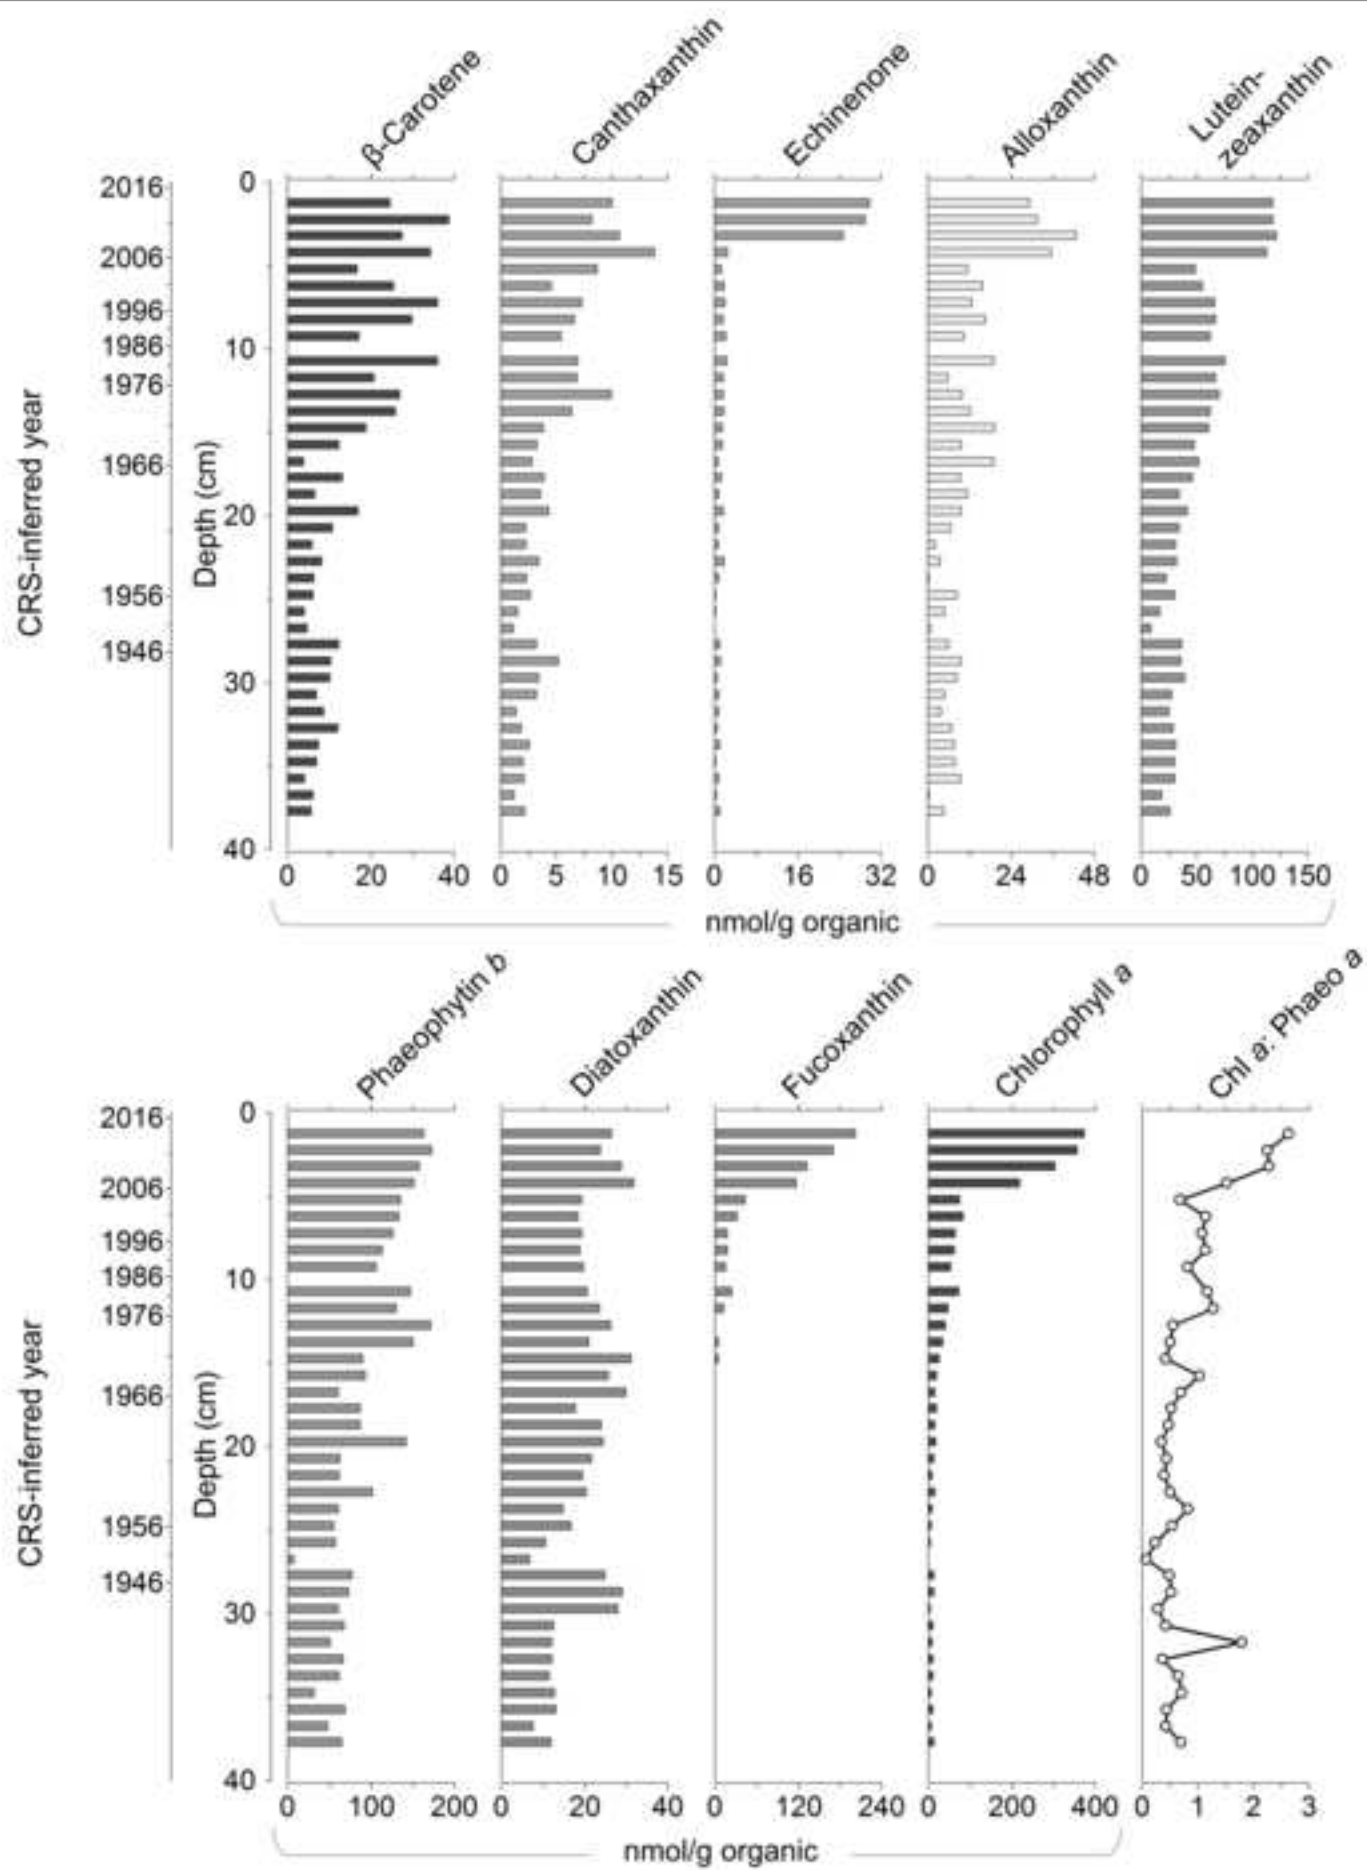 β-Carotene
Canthaxanthin
Echinenone
Alloxanthin
Lutein-
zeaxanthin
CRS-inferred year
2016
2006
1996
1986
1976
1966
1956
1946
Depth (cm)
0
10
20
30
40
0 20 40
0 5 10 15
0 16 32
0 24 48
0 50 100 150
nmol/g organic
Phaeophytin b
Diatoxanthin
Fucoxanthin
Chlorophyll a
Chl a: Phaeo a
CRS-inferred year
2016
2006
1996
1986
1976
1966
1956
1946
Depth (cm)
0
10
20
30
40
0 100 200
0 20 40
0 120 240
0 200 400
0 1 2 3
nmol/g organic